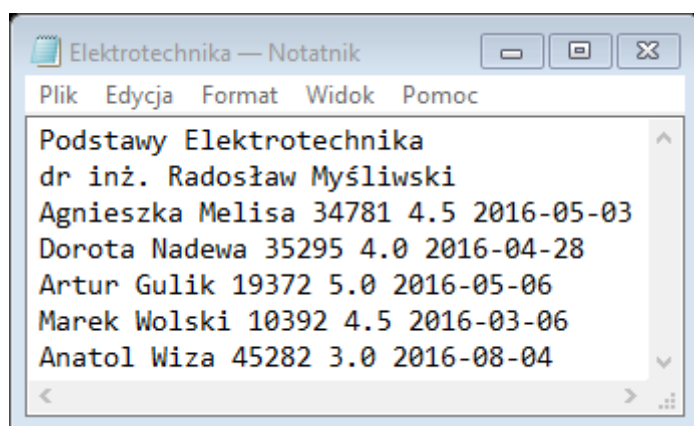 Elektrotechnika — Notatnik
Plik Edycja Format Widok Pomoc
Podstawy Elektrotechnika
dr inż. Radosław Myśliwski
Agnieszka Melisa 34781 4.5 2016-05-03
Dorota Nadewa 35295 4.0 2016-04-28
Artur Gulik 19372 5.0 2016-05-06
Marek Wolski 10392 4.5 2016-03-06
Anatol Wiza 45282 3.0 2016-08-04